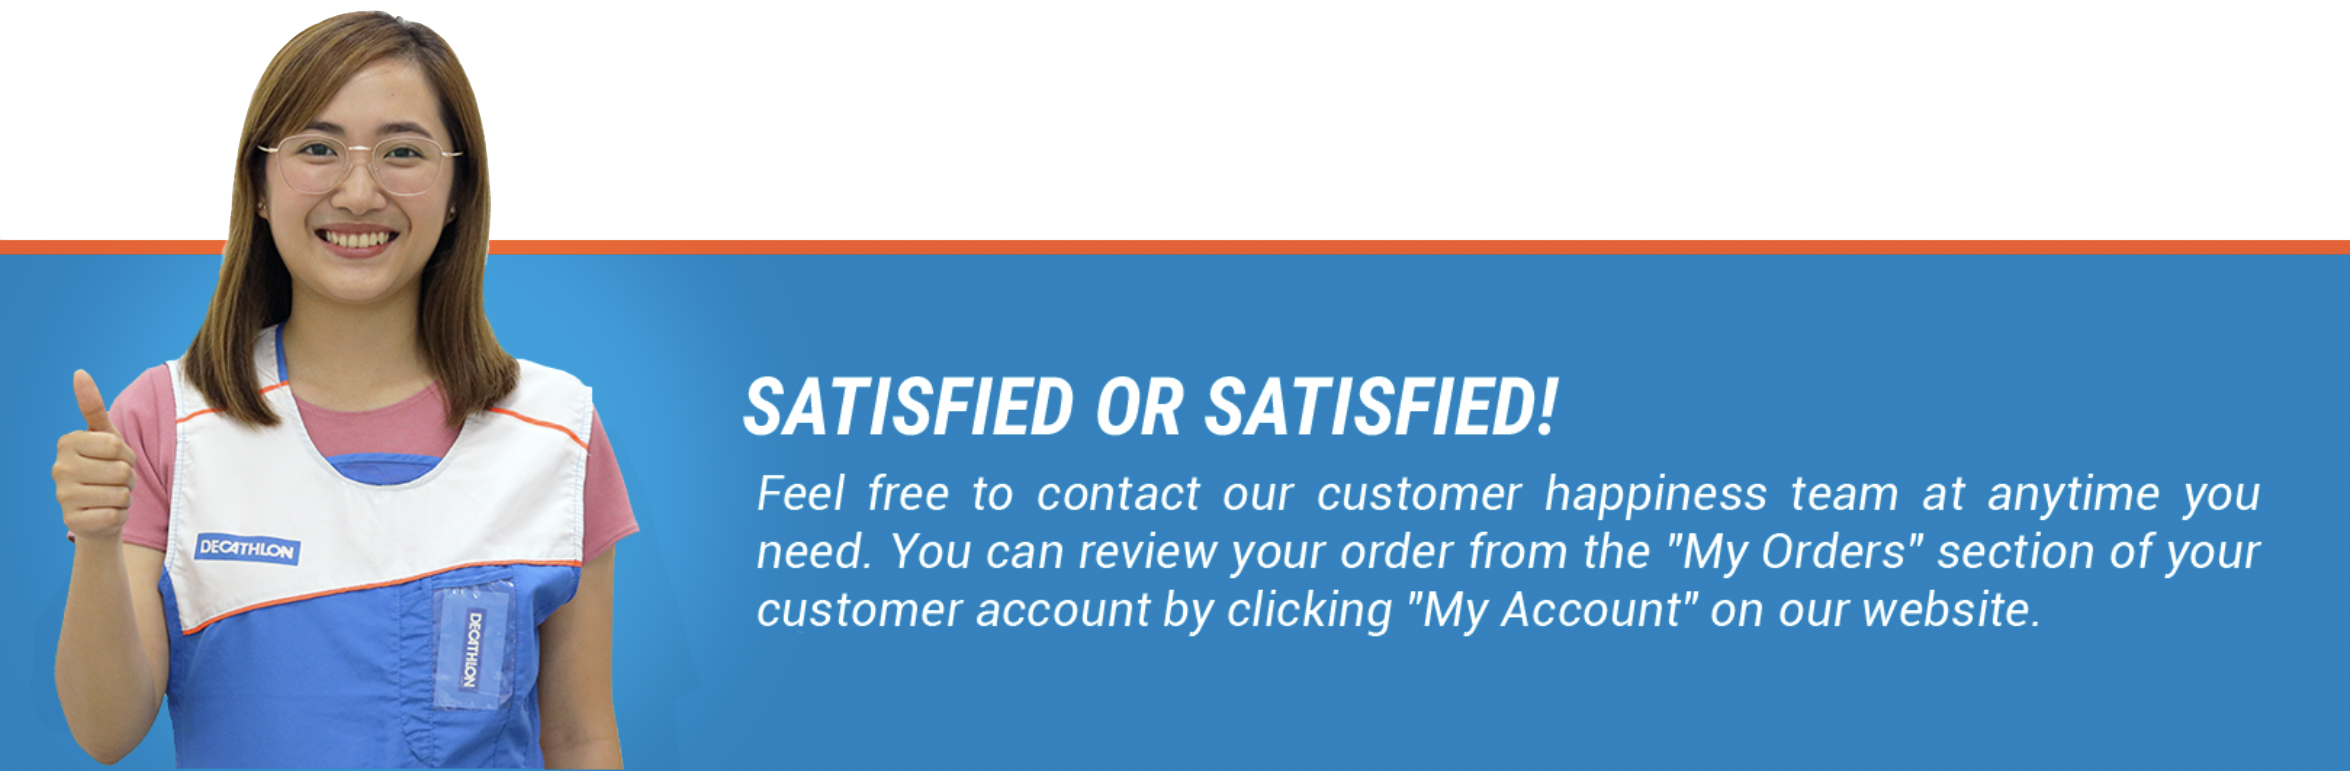 SATISFIED OR SATISFIED!
Feel free to contact our customer happiness team at anytime you
need. You can review your order from the "My Orders" section of your
customer account by clicking "My Account" on our website.
DECATHLON
DECATHLON